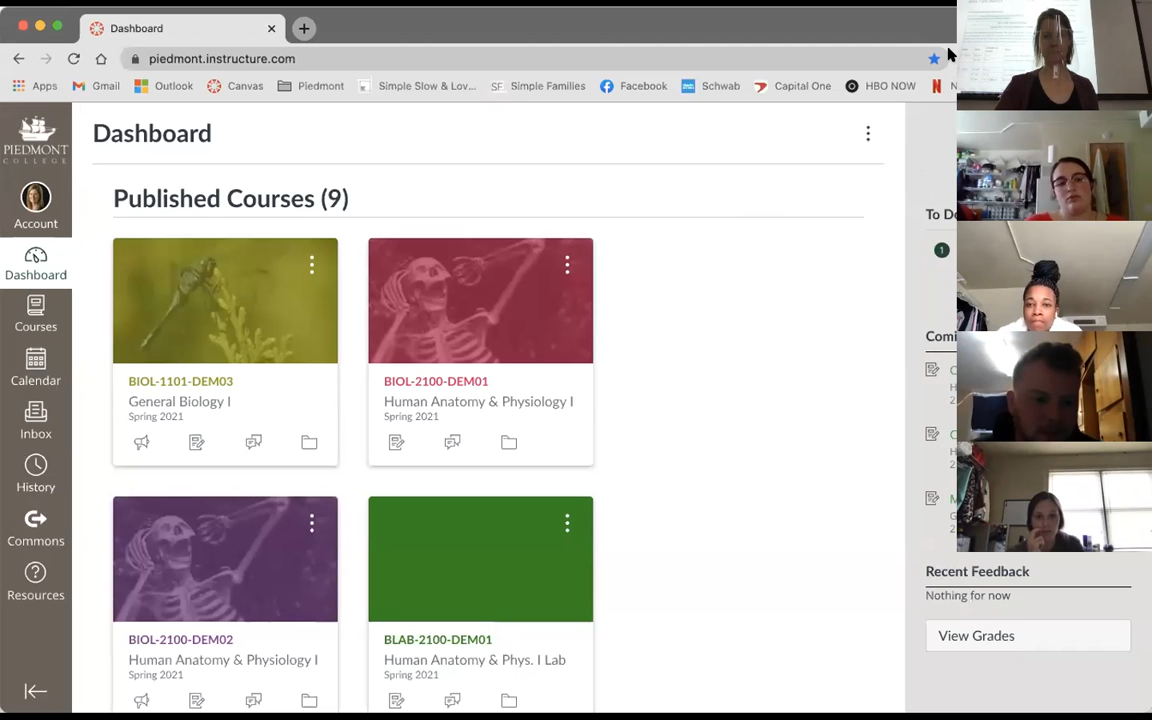 Dashboard
piedmont.instructure.com
Apps Gmail Outlook Canvas Piedmont Simple Slow & Lov... SF Simple Families Facebook Schwab Capital One HBO NOW N
PIEDMONT
COLLEGE
Account
Dashboard
Courses
Calendar
Inbox
History
Commons
Resources
Dashboard
Published Courses (9)
BIOL-1101-DEM03
General Biology I
Spring 2021
BIOL-2100-DEM01
Human Anatomy & Physiology I
Spring 2021
BIOL-2100-DEM02
Human Anatomy & Physiology I
Spring 2021
BLAB-2100-DEM01
Human Anatomy & Phys. I Lab
Spring 2021
To Do
1
Comi
Recent Feedback
Nothing for now
View Grades